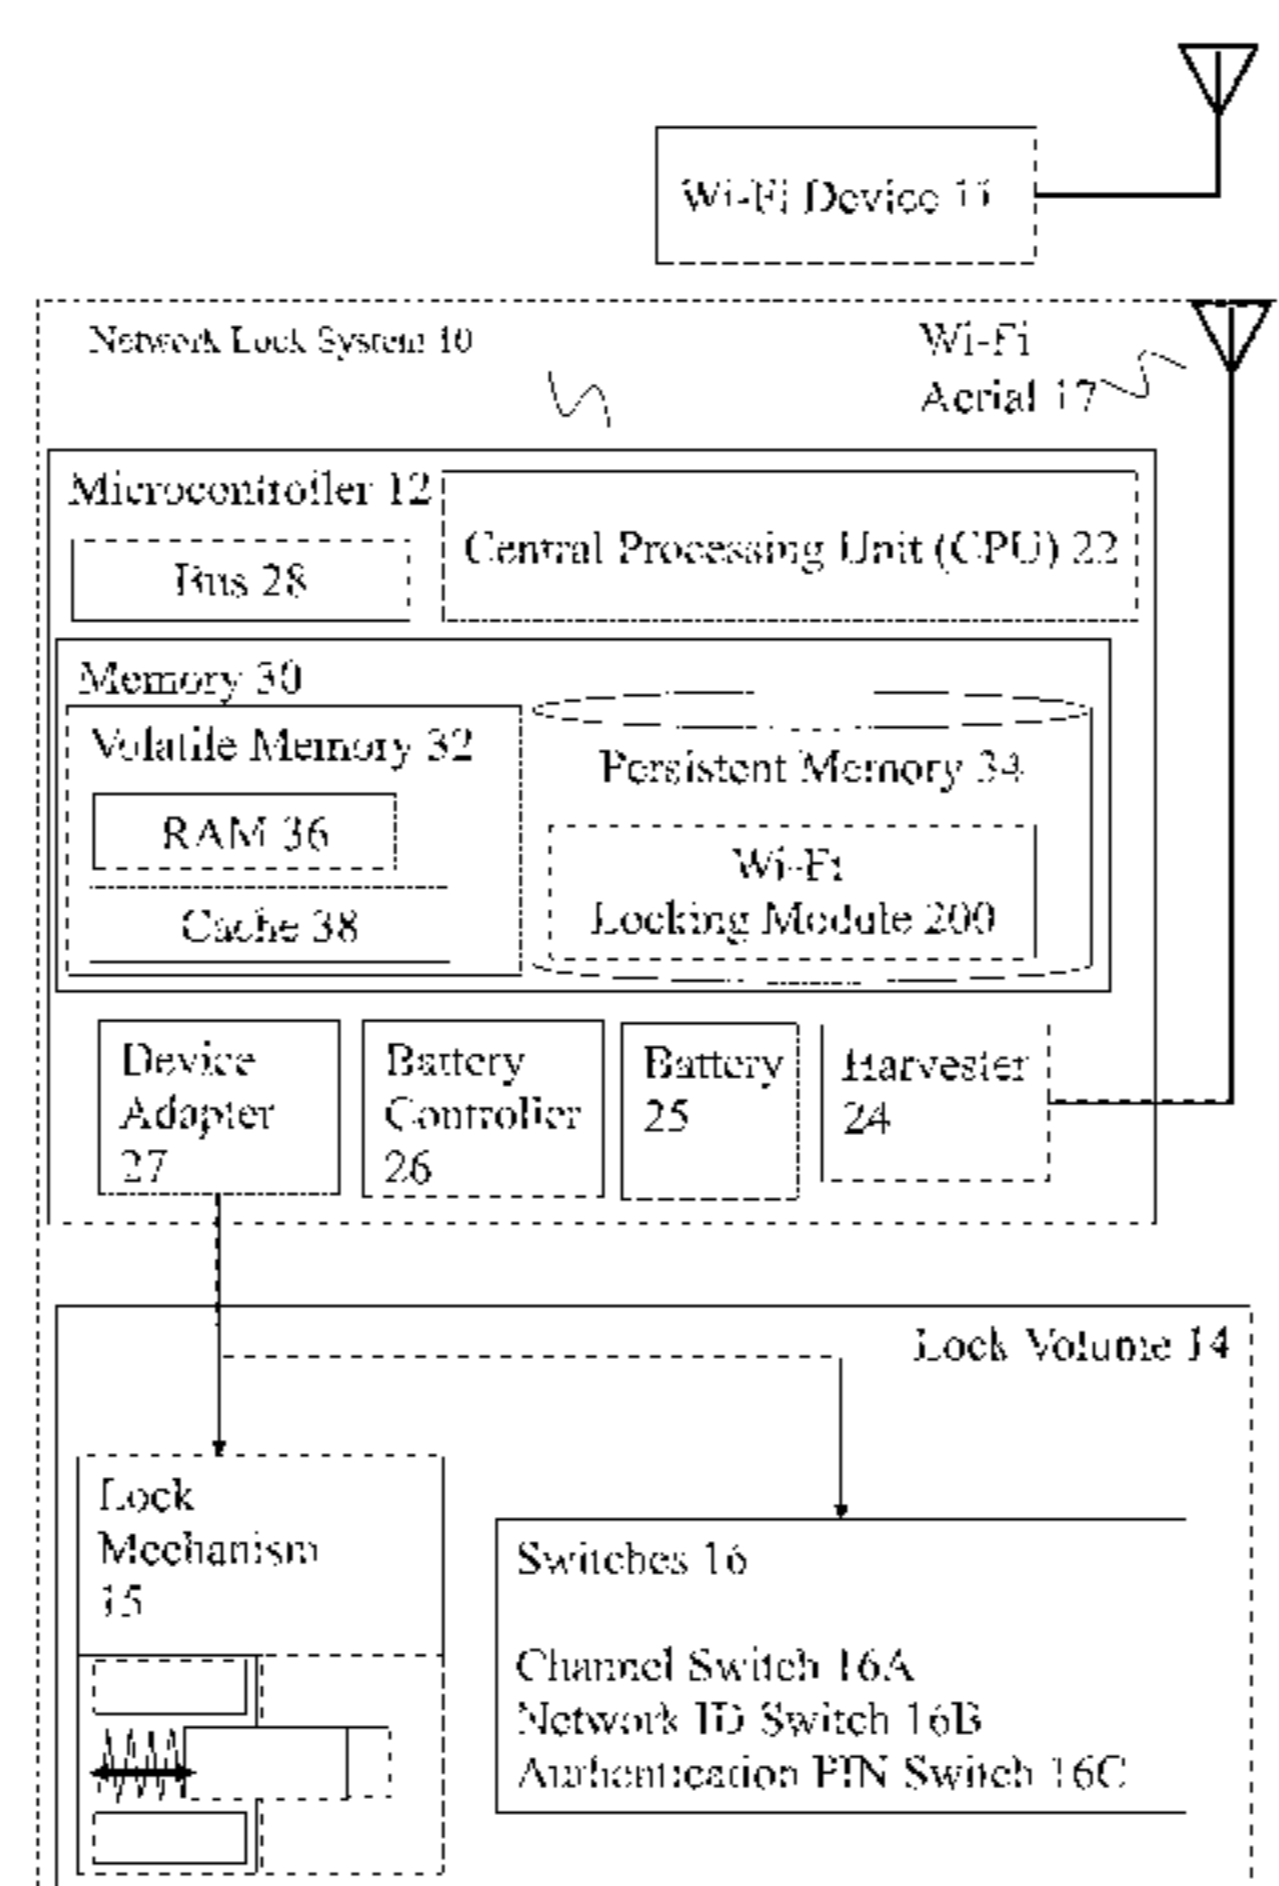 Wi-Fi Device 11
Network Lock System 10
Wi-Fi
Aerial 17
Microcontroller 12
Central Processing Unit (CPU) 22
Bus 28
Memory 30
Volatile Memory 32
Persistent Memory 34
RAM 36
Wi-Fi
Locking Module 200
Cache 38
Device
Adapter
27
Battery
Controller
26
Battery
25
Harvester
24
Lock Volume 14
Lock
Mechanism
15
Switches 16
Channel Switch 16A
Network ID Switch 16B
Authentication PIN Switch 16C